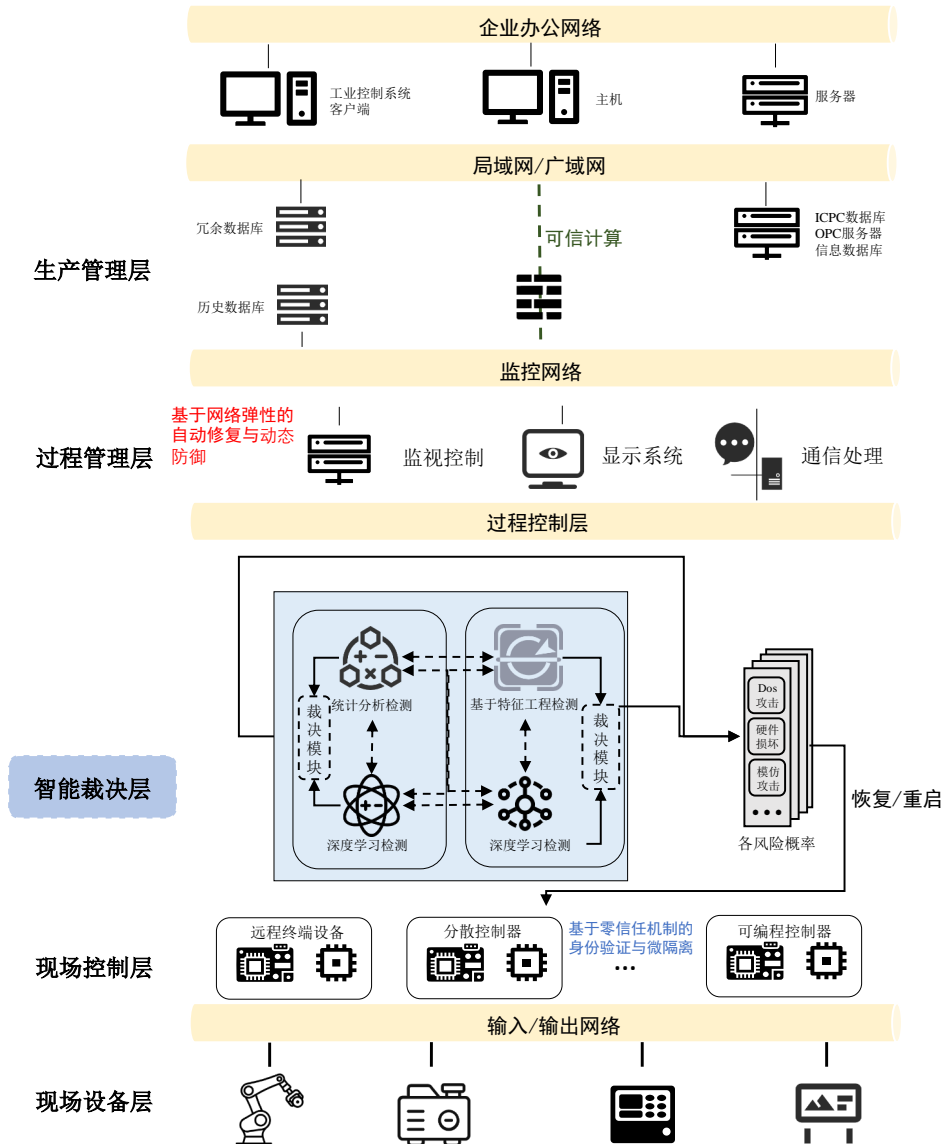 企业办公网络
工业控制系统
客户端
主机
服务器
局域网/广域网
冗余数据库
可信计算
ICPC数据库
OPC服务器
信息数据库
生产管理层
历史数据库
监控网络
基于网络弹性的
自动修复与动态
防御
过程管理层
监视控制
显示系统
通信处理
过程控制层
统计分析检测
基于特征工程检测
裁决模块
裁决模块
深度学习检测
深度学习检测
Dos
攻击
硬件
损坏
模仿
攻击
•••
各风险概率
智能裁决层
恢复/重启
远程终端设备
分散控制器
基于零信任机制的
身份验证与微隔离
•••
可编程控制器
现场控制层
输入/输出网络
现场设备层